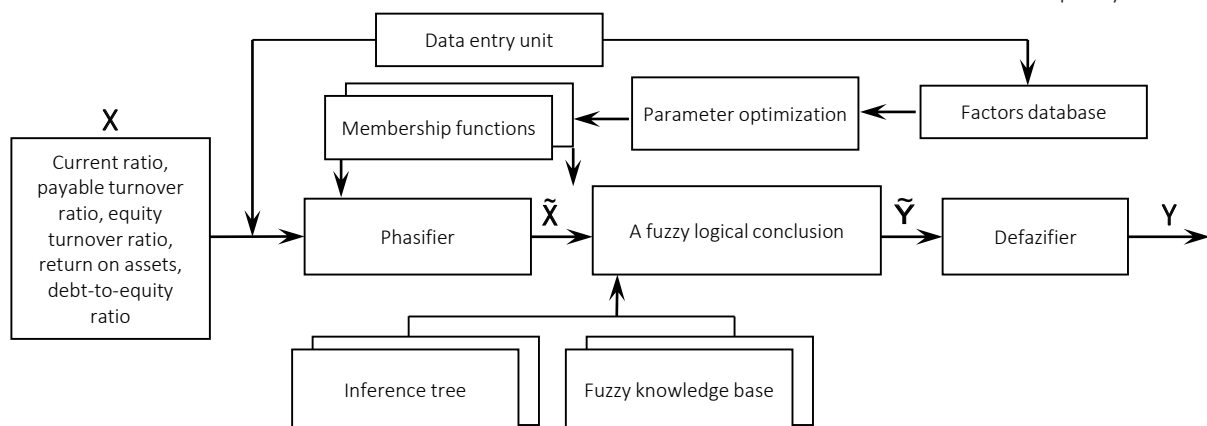 Data entry unit
Parameter optimization
Factors database
Membership functions
X
Current ratio,
payable turnover
ratio, equity
turnover ratio,
return on assets,
debt-to-equity
ratio
Phasifier
X̃
A fuzzy logical conclusion
Ỹ
Defazifier
Y
Inference tree
Fuzzy knowledge base